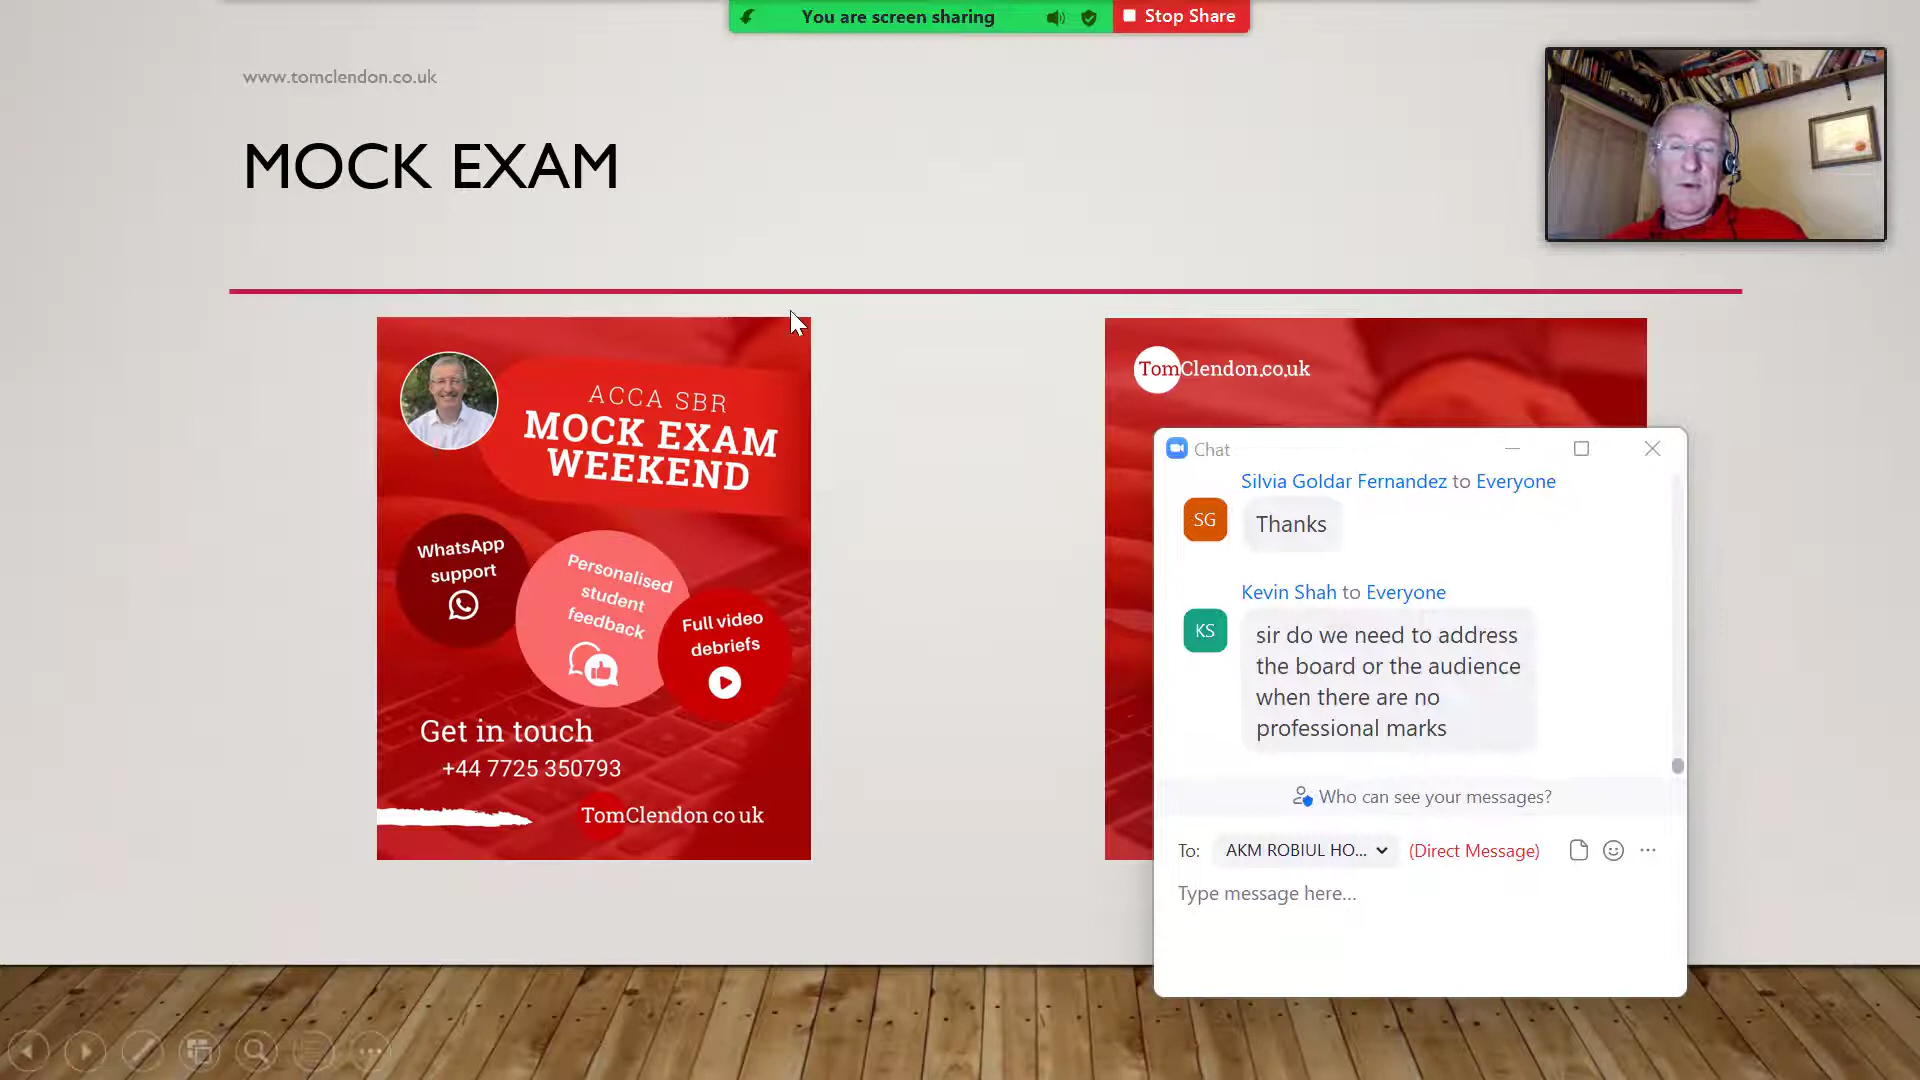 You are screen sharing
Stop Share
www.tomclendon.co.uk
MOCK EXAM
ACCA SBR
MOCK EXAM
WEEKEND
WhatsApp
support
Personalised
student
feedback
Full video
debriefs
Get in touch
+44 7725 350793
TomClendon co uk
TomClendon.co.uk
Chat
Silvia Goldar Fernandez to Everyone
SG
Thanks
Kevin Shah to Everyone
KS
sir do we need to address
the board or the audience
when there are no
professional marks
Who can see your messages?
To: AKM ROBIUL HO... (Direct Message)
Type message here...